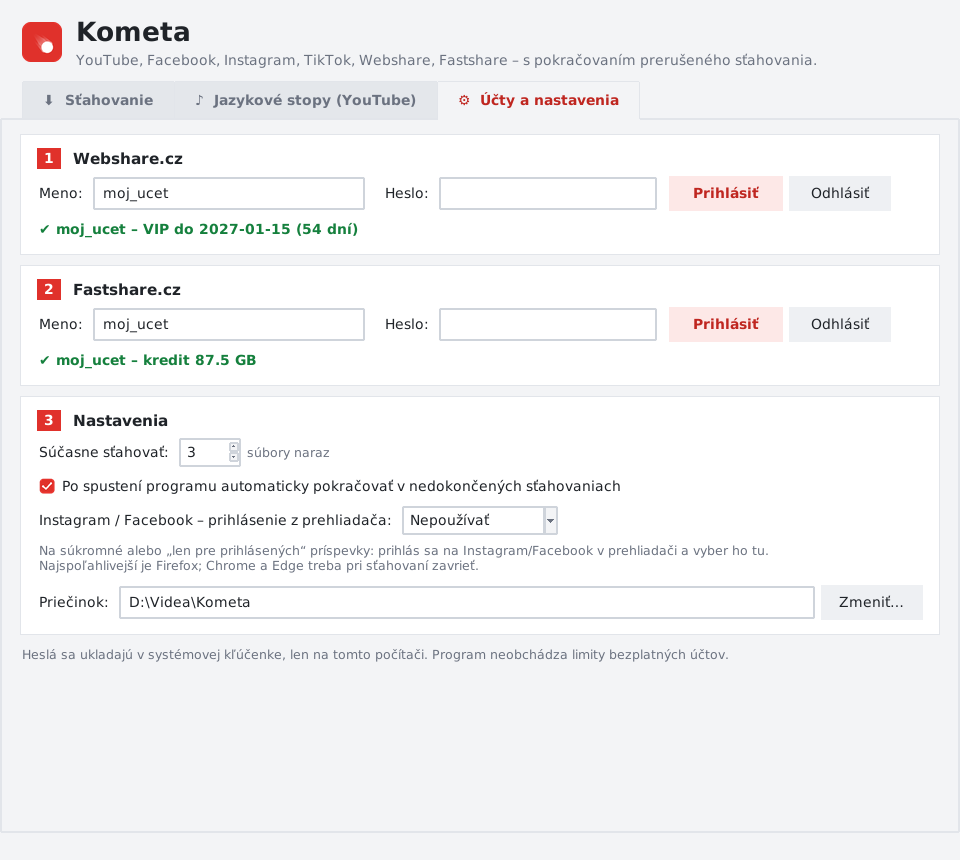 Kometa
YouTube, Facebook, Instagram, TikTok, Webshare, Fastshare – s pokračovaním prerušeného sťahovania.
⬇ Sťahovanie ♪ Jazykové stopy (YouTube) ⚙ Účty a nastavenia
1 Webshare.cz
Meno: moj_ucet Heslo: Prihlásiť Odhlásiť
✔ moj_ucet – VIP do 2027-01-15 (54 dní)
2 Fastshare.cz
Meno: moj_ucet Heslo: Prihlásiť Odhlásiť
✔ moj_ucet – kredit 87.5 GB
3 Nastavenia
Súčasne sťahovať: 3 súbory naraz
Po spustení programu automaticky pokračovať v nedokončených sťahovaniach
Instagram / Facebook – prihlásenie z prehliadača: Nepoužívať
Na súkromné alebo „len pre prihlásených“ príspevky: prihlás sa na Instagram/Facebook v prehliadači a vyber ho tu.
Najspoľahlivejší je Firefox; Chrome a Edge treba pri sťahovaní zavrieť.
Priečinok: D:\Videa\Kometa Zmeniť…
Heslá sa ukladajú v systémovej kľúčenke, len na tomto počítači. Program neobchádza limity bezplatných účtov.